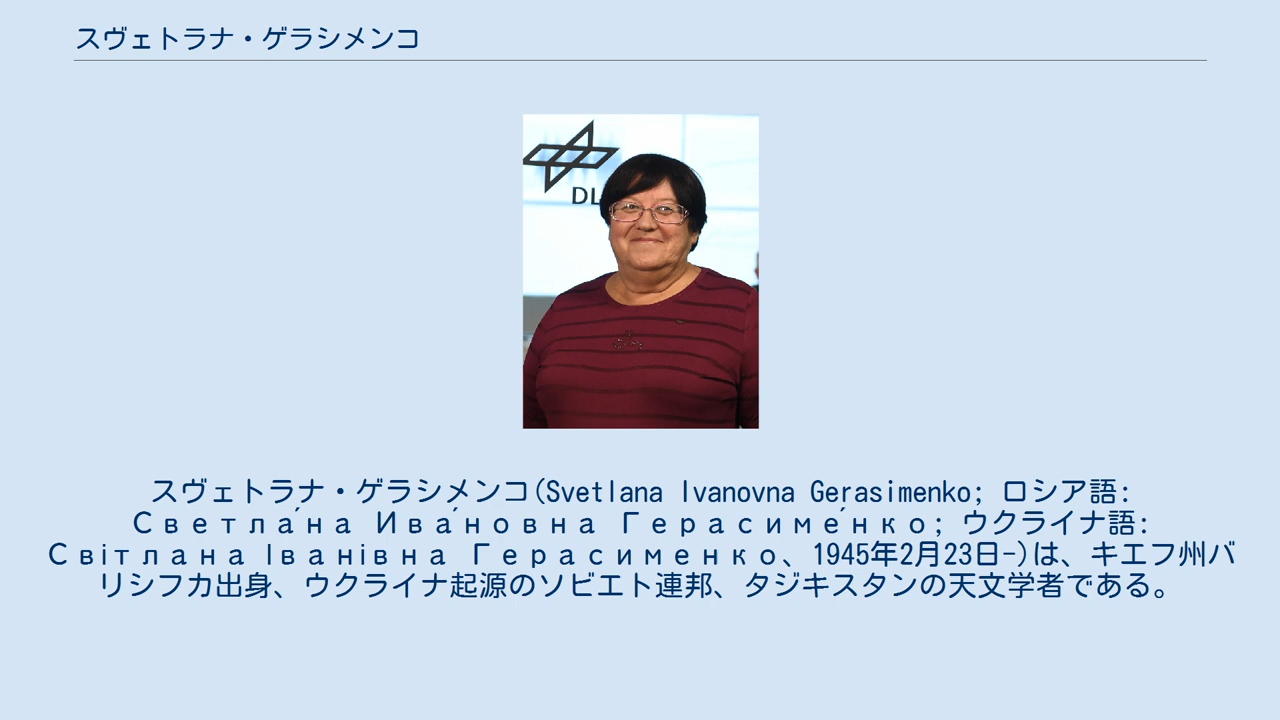 スヴェトラナ・ゲラシメンコ
DL
スヴェトラナ・ゲラシメンコ(Svetlana Ivanovna Gerasimenko; ロシア語:
Светла́на Ива́новна Герасиме́нко; ウクライナ語:
Світлана Іванівна Герасименко、1945年2月23日-)は、キエフ州バ
リシフカ出身、ウクライナ起源のソビエト連邦、タジキスタンの天文学者である。